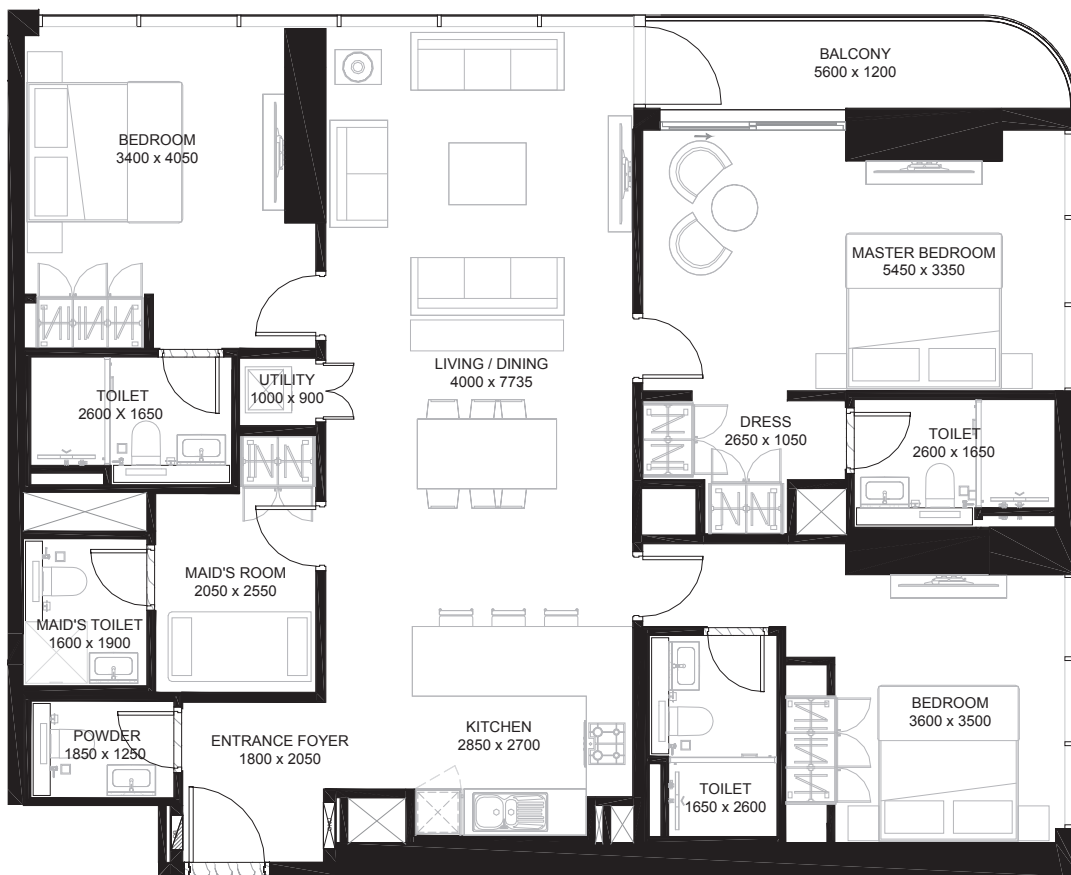 BALCONY
5600 x 1200
BEDROOM
3400 x 4050
MASTER BEDROOM
5450 x 3350
LIVING / DINING
4000 x 7735
UTILITY
1000 x 900
TOILET
2600 X 1650
DRESS
2650 x 1050
TOILET
2600 x 1650
MAID'S ROOM
2050 x 2550
MAID'S TOILET
1600 x 1900
BEDROOM
3600 x 3500
POWDER
1850 x 1250
ENTRANCE FOYER
1800 x 2050
KITCHEN
2850 x 2700
TOILET
1650 x 2600